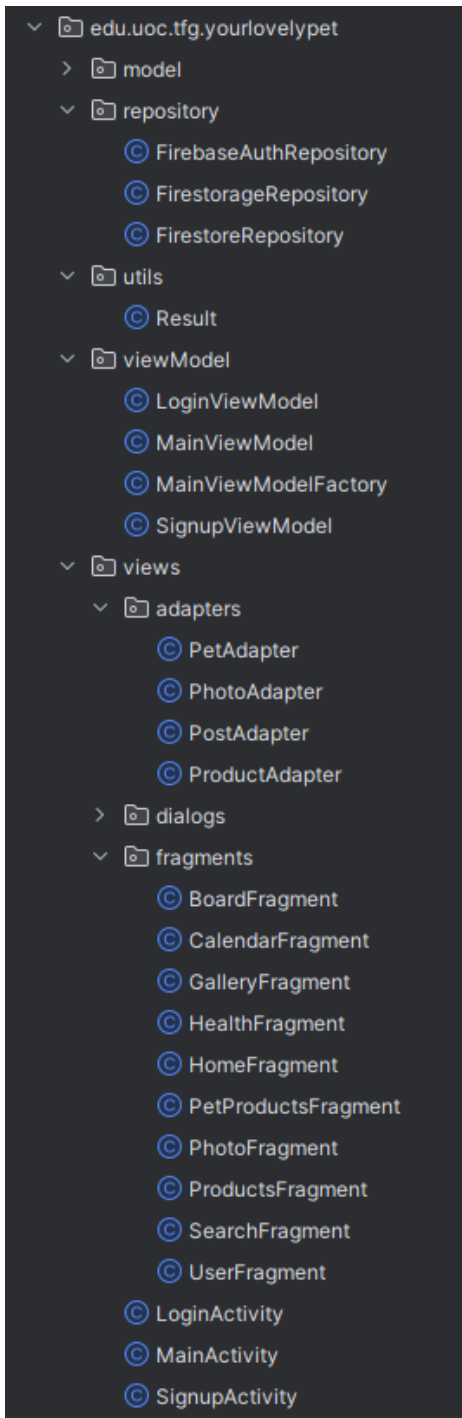 edu.uoc.tfg.yourlovelypet
model
repository
FirebaseAuthRepository
FirestorageRepository
FirestoreRepository
utils
Result
viewModel
LoginViewModel
MainViewModel
MainViewModelFactory
SignupViewModel
views
adapters
PetAdapter
PhotoAdapter
PostAdapter
ProductAdapter
dialogs
fragments
BoardFragment
CalendarFragment
GalleryFragment
HealthFragment
HomeFragment
PetProductsFragment
PhotoFragment
ProductsFragment
SearchFragment
UserFragment
LoginActivity
MainActivity
SignupActivity